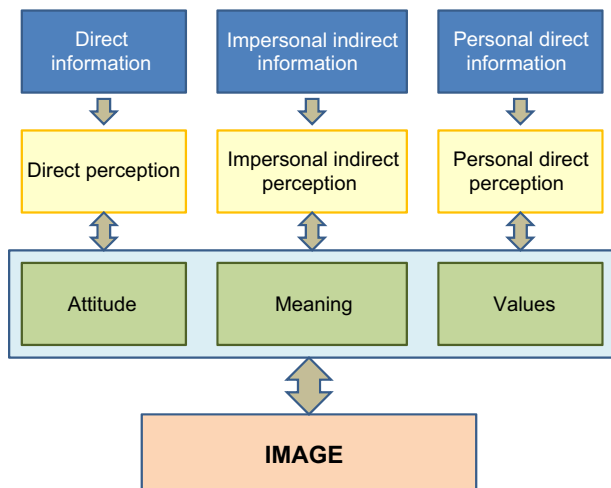 Direct
information
Impersonal indirect
information
Personal direct
information
Direct perception
Impersonal indirect
perception
Personal direct
perception
Attitude
Meaning
Values
IMAGE